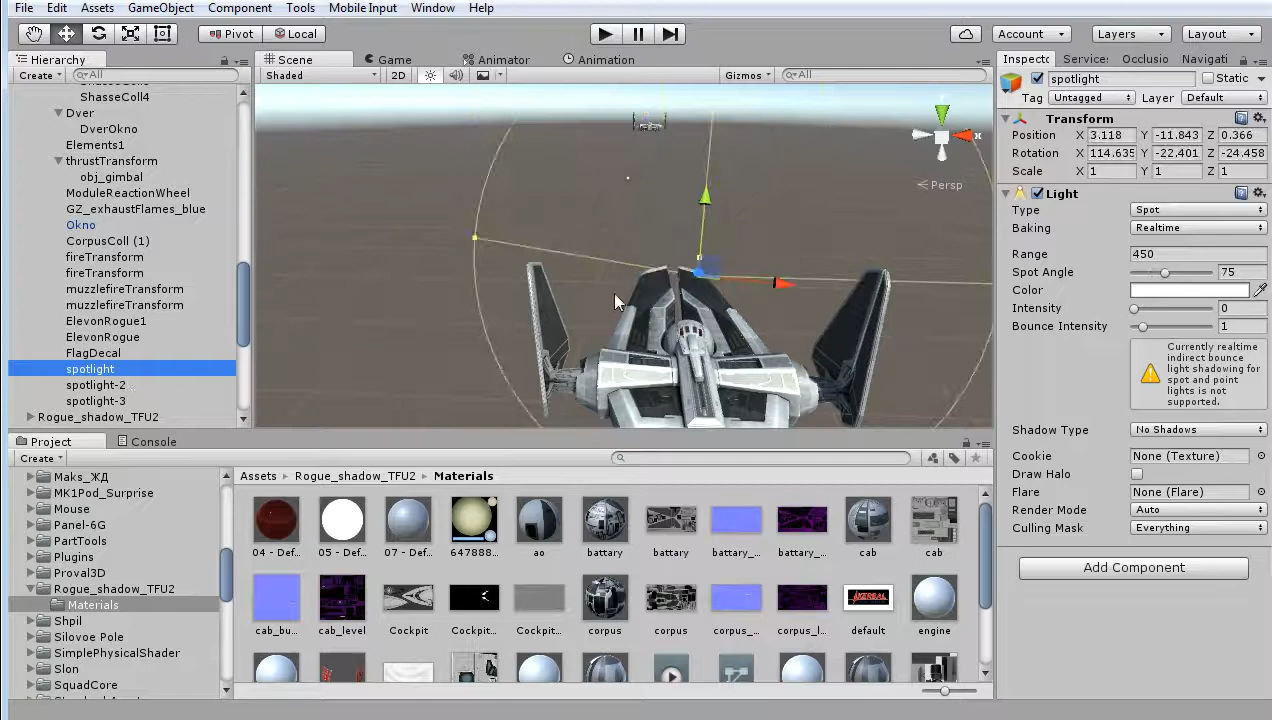 File Edit Assets GameObject Component Tools Mobile Input Window Help
Pivot Local Account Layers Layout
Hierarchy Scene Game Animator Animation Inspecto Services Occlusio Navigati
Create All Shaded 2D Gizmos All
spotlight Static
Tag Untagged Layer Default
ShasseColl4
Dver
DverOkno
Elements1
thrustTransform
obj_gimbal
ModuleReactionWheel
GZ_exhaustFlames_blue
Okno
CorpusColl (1)
fireTransform
fireTransform
muzzlefireTransform
muzzlefireTransform
ElevonRogue1
ElevonRogue
FlagDecal
spotlight
spotlight-2
spotlight-3
Rogue_shadow_TFU2
x
Persp
Transform
Position X 3.118 Y -11.843 Z 0.366
Rotation X 114.635 Y -22.401 Z -24.458
Scale X 1 Y 1 Z 1
Light
Type Spot
Baking Realtime
Range 450
Spot Angle 75
Color
Intensity 0
Bounce Intensity 1
Currently realtime
indirect bounce
light shadowing for
spot and point
lights is not
supported.
Shadow Type No Shadows
Cookie None (Texture)
Draw Halo
Flare None (Flare)
Render Mode Auto
Culling Mask Everything
Add Component
Project Console
Create
Maks_ЖД
MK1Pod_Surprise
Mouse
Panel-6G
PartTools
Plugins
Proval3D
Rogue_shadow_TFU2
Materials
Shpil
Silovoe Pole
SimplePhysicalShader
Slon
SquadCore
Assets Rogue_shadow_TFU2 Materials
04 - Def... 05 - Def... 07 - Def... 647888... ao battary battary battary_... battary_... cab cab
cab_bu... cab_level Cockpit Cockpit... Cockpit... corpus corpus corpus_... corpus_l... default engine